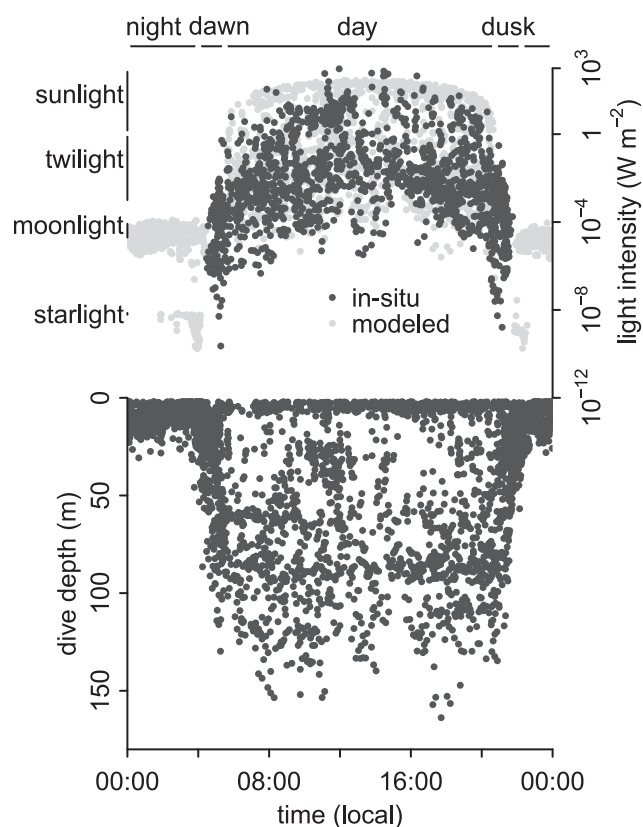 night dawn day dusk
sunlight
twilight
moonlight
starlight
10³
1
10⁻⁴
10⁻⁸
10⁻¹²
light intensity (W m⁻²)
in-situ
modeled
0
50
100
150
dive depth (m)
00:00 08:00 16:00 00:00
time (local)